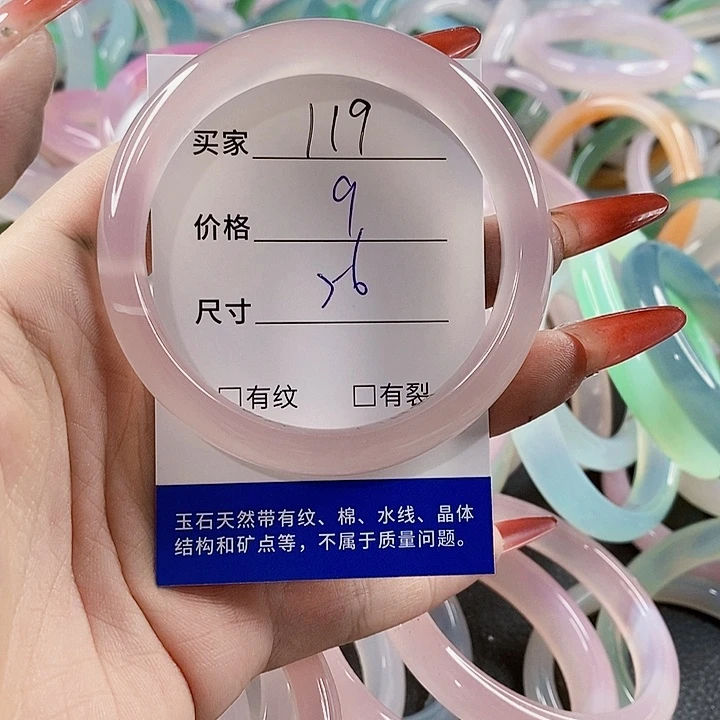 买家 119
价格 9
尺寸 56
□有纹 □有裂
玉石天然带有纹、棉、水线、晶体
结构和矿点等，不属于质量问题。